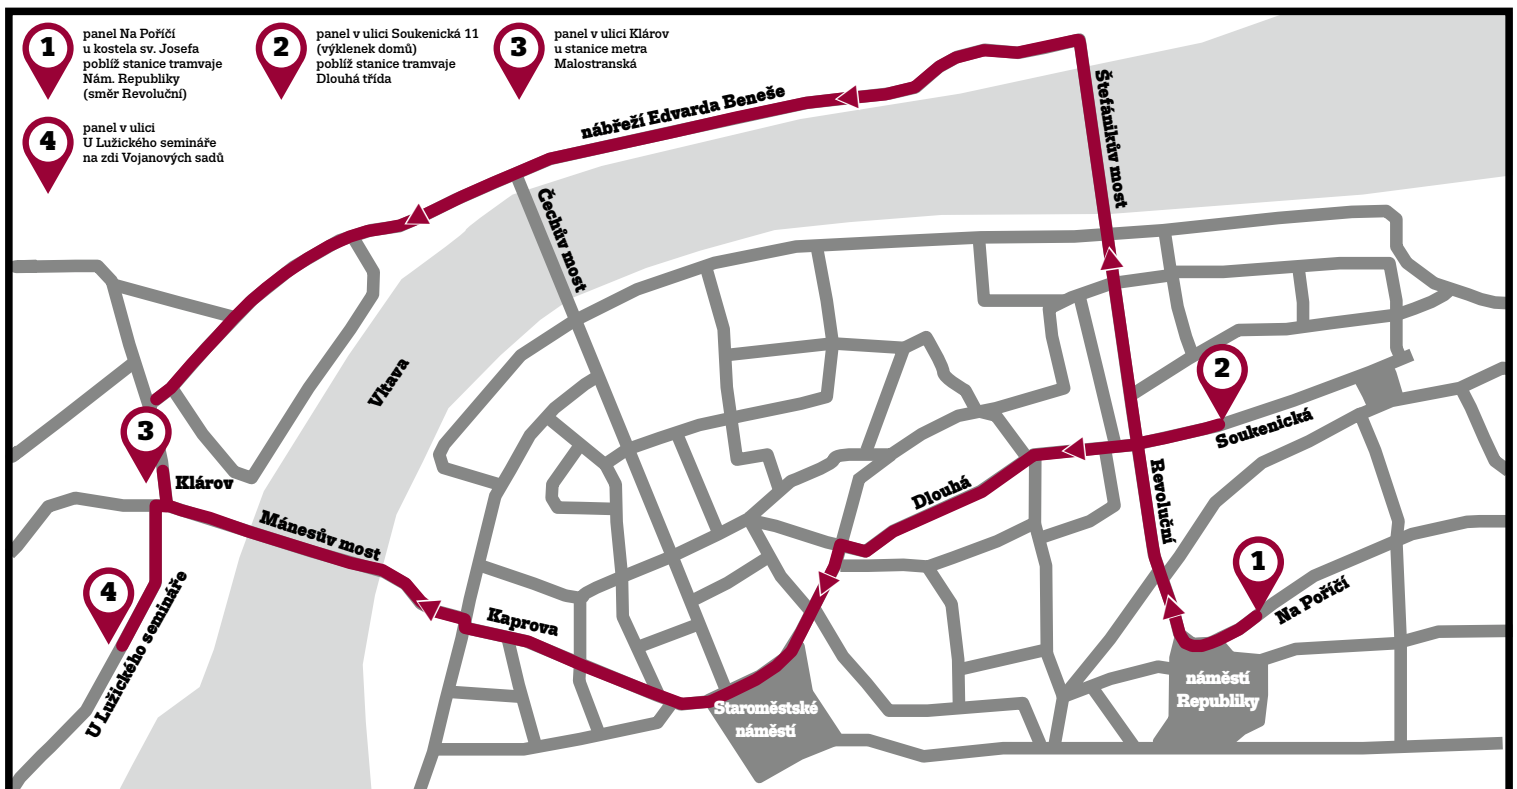 1
panel Na Poříčí
u kostela sv. Josefa
poblíž stanice tramvaje
Nám. Republiky
(směr Revoluční)
2
panel v ulici Soukenická 11
(výklenek domů)
poblíž stanice tramvaje
Dlouhá třída
3
panel v ulici Klárov
u stanice metra
Malostranská
4
panel v ulici
U Lužického semináře
na zdi Vojanových sadů
nábřeží Edvarda Beneše
Štefánikův most
Čechův most
Vltava
2
Soukenická
3
Klárov
Dlouhá
Revoluční
Mánesův most
1
Na Poříčí
4
U Lužického semináře
Kaprova
náměstí
Republiky
Staroměstské
náměstí